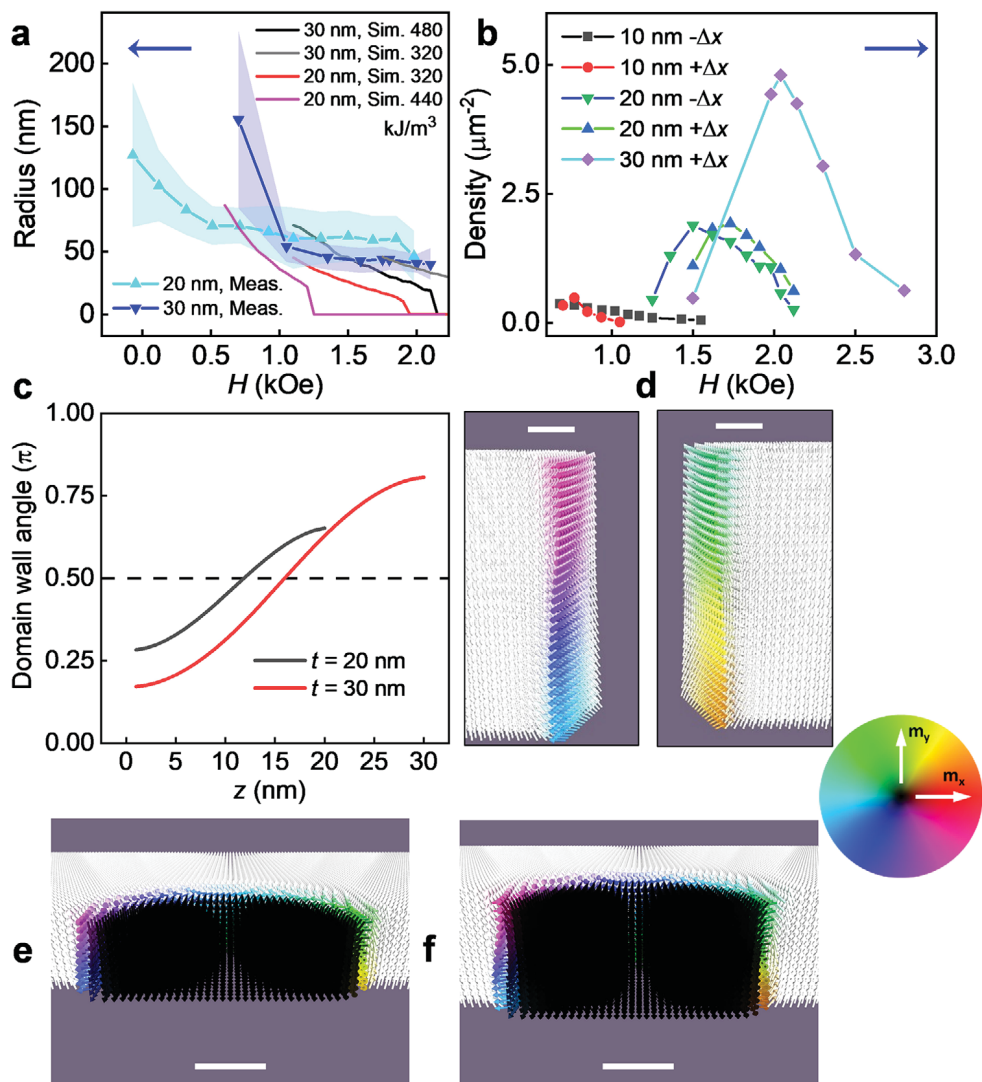 a
30 nm, Sim. 480
30 nm, Sim. 320
20 nm, Sim. 320
20 nm, Sim. 440
kJ/m³
200
150
100
50
0
Radius (nm)
20 nm, Meas.
30 nm, Meas.
0.0 0.5 1.0 1.5 2.0
H (kOe)
b
10 nm -Δx
10 nm +Δx
20 nm -Δx
20 nm +Δx
30 nm +Δx
5.0
2.5
0.0
Density (μm⁻²)
1.0 1.5 2.0 2.5 3.0
H (kOe)
c
1.00
0.75
0.50
0.25
0.00
Domain wall angle (π)
t = 20 nm
t = 30 nm
0 5 10 15 20 25 30
z (nm)
d
m_y
m_x
e
f